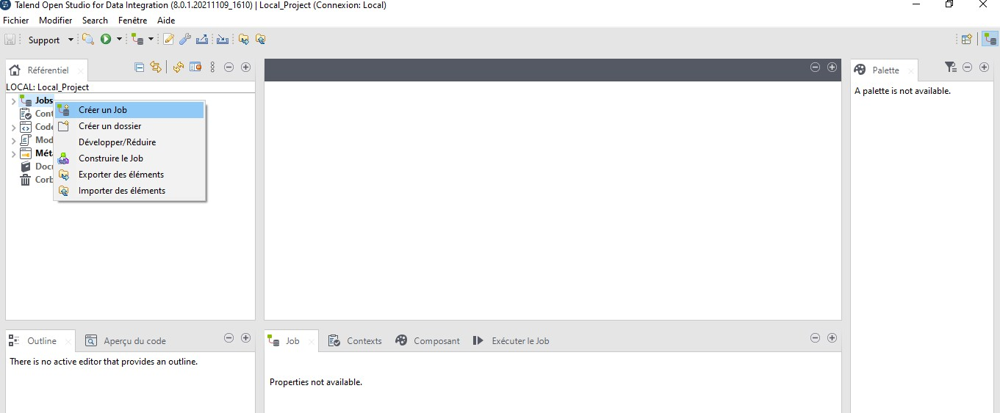 Talend Open Studio for Data Integration (8.0.1.20211109_1610) | Local_Project (Connexion: Local)
Fichier Modifier Search Fenêtre Aide
Support
Référentiel
LOCAL: Local_Project
Jobs
Cont
Code
Mod
Mét
Docu
Corb
Créer un Job
Créer un dossier
Développer/Réduire
Construire le Job
Exporter des éléments
Importer des éléments
Palette
A palette is not available.
Outline Aperçu du code
There is no active editor that provides an outline.
Job Contexts Composant Exécuter le Job
Properties not available.